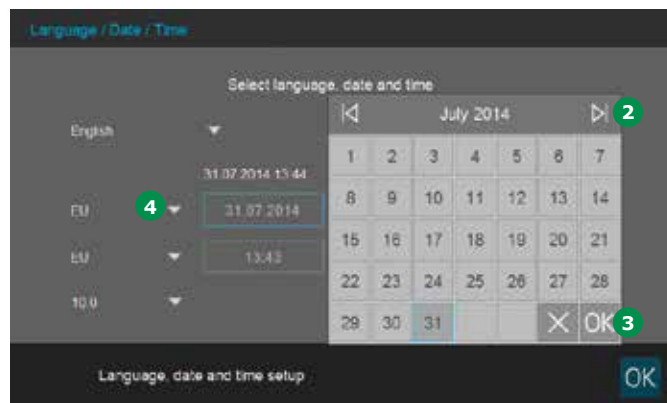 Language / Date / Time
Select language, date and time
July 2014
2
English
1 2 3 4 5 6 7
31.07.2014 13:44
8 9 10 11 12 13 14
EU
4
31.07.2014
15 16 17 18 19 20 21
EU
13:43
22 23 24 25 26 27 28
10.0
29 30 31
OK
3
Language, date and time setup
OK